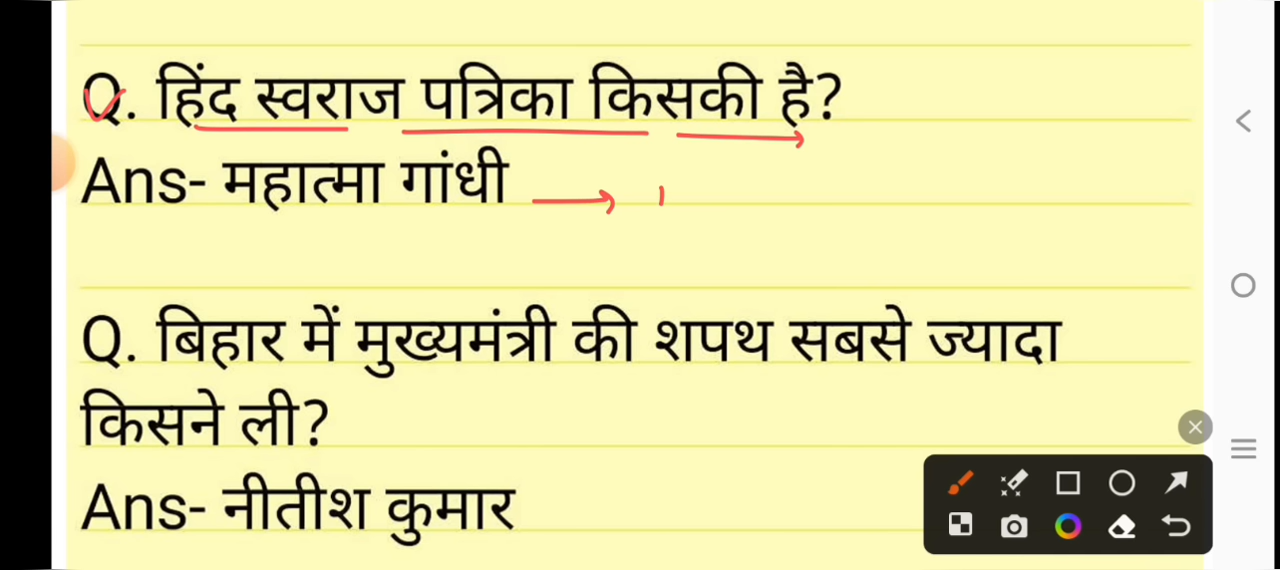 Q. हिंद स्वराज पत्रिका किसकी है?
Ans- महात्मा गांधी
Q. बिहार में मुख्यमंत्री की शपथ सबसे ज्यादा
किसने ली?
Ans- नीतीश कुमार